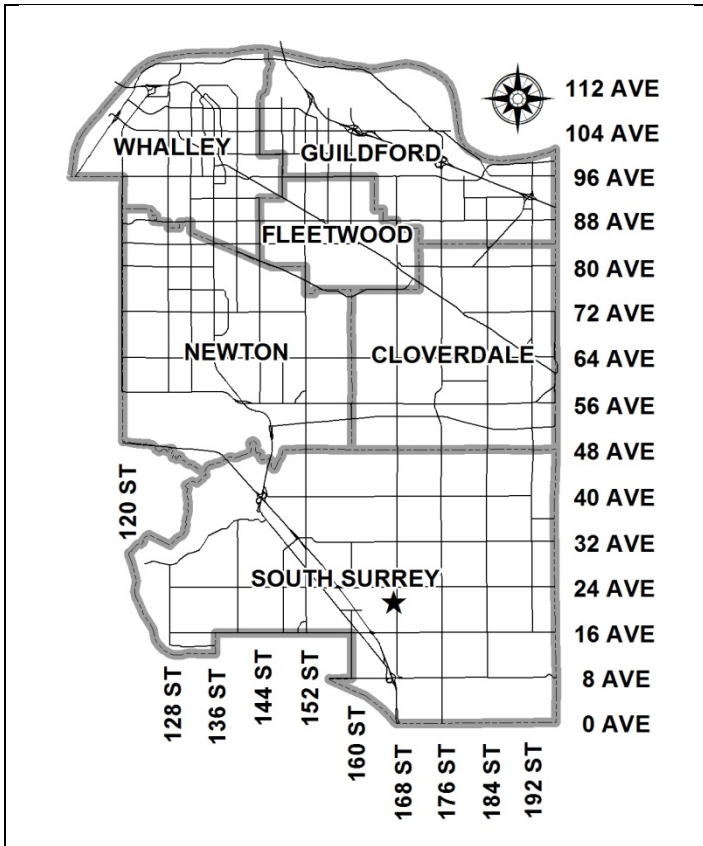 112 AVE
104 AVE
WHALLEY
GUILDFORD
96 AVE
88 AVE
FLEETWOOD
80 AVE
72 AVE
NEWTON
CLOVERDALE
64 AVE
56 AVE
48 AVE
40 AVE
120 ST
32 AVE
SOUTH SURREY
24 AVE
16 AVE
8 AVE
0 AVE
128 ST
136 ST
144 ST
152 ST
160 ST
168 ST
176 ST
184 ST
192 ST